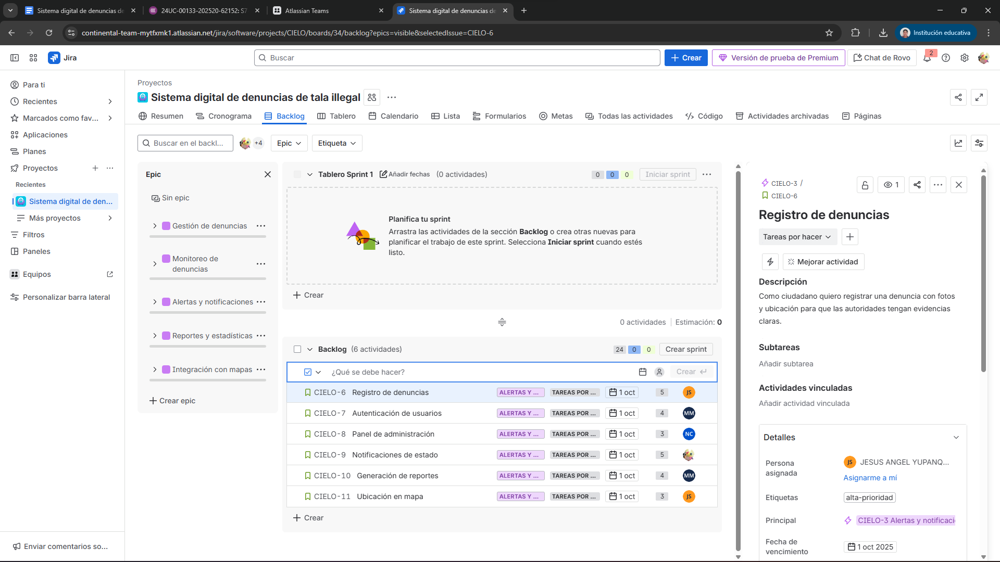 Sistema digital de denuncias de
24UC-00133-202520-62152: S7
Atlassian Teams
Sistema digital de denuncias de
continental-team-mytfxmk1.atlassian.net/jira/software/projects/CIELO/boards/34/backlog?epics=visible&selectedIssue=CIELO-6
Institución educativa
Jira
Buscar
Crear
Versión de prueba de Premium
Chat de Rovo
2
Para ti
Recientes
Marcados como fav...
Aplicaciones
Planes
Proyectos
Recientes
Sistema digital de den...
Más proyectos
Filtros
Paneles
Equipos
Personalizar barra lateral
Enviar comentarios so...
Proyectos
Sistema digital de denuncias de tala illegal
Resumen
Cronograma
Backlog
Tablero
Calendario
Lista
Formularios
Metas
Todas las actividades
Código
Actividades archivadas
Páginas
Buscar en el backl...
+4
Epic
Etiqueta
Epic
Sin epic
Gestión de denuncias
Monitoreo de
denuncias
Alertas y notificaciones
Reportes y estadísticas
Integración con mapas
Crear epic
Tablero Sprint 1 Añadir fechas (0 actividades)
0 0 0 Iniciar sprint
Planifica tu sprint
Arrastra las actividades de la sección Backlog o crea otras nuevas para
planificar el trabajo de este sprint. Selecciona Iniciar sprint cuando estés
listo.
Crear
0 actividades Estimación: 0
Backlog (6 actividades) 24 0 0 Crear sprint
¿Qué se debe hacer? Crear
CIELO-6 Registro de denuncias ALERTAS Y ... TAREAS POR ... 1 oct 5 JS
CIELO-7 Autenticación de usuarios ALERTAS Y ... TAREAS POR ... 1 oct 4 MM
CIELO-8 Panel de administración ALERTAS Y ... TAREAS POR ... 1 oct 3 NC
CIELO-9 Notificaciones de estado ALERTAS Y ... TAREAS POR ... 1 oct 5
CIELO-10 Generación de reportes ALERTAS Y ... TAREAS POR ... 1 oct 4 MM
CIELO-11 Ubicación en mapa ALERTAS Y ... TAREAS POR ... 1 oct 3 JS
Crear
CIELO-3 /
CIELO-6
1
Registro de denuncias
Tareas por hacer
Mejorar actividad
Descripción
Como ciudadano quiero registrar una denuncia con fotos
y ubicación para que las autoridades tengan evidencias
claras.
Subtareas
Añadir subtarea
Actividades vinculadas
Añadir actividad vinculada
Detalles
Persona
asignada
JS JESUS ANGEL YUPANQ...
Asignarme a mí
Etiquetas alta-prioridad
Principal CIELO-3 Alertas y notificaci
Fecha de
vencimiento
1 oct 2025